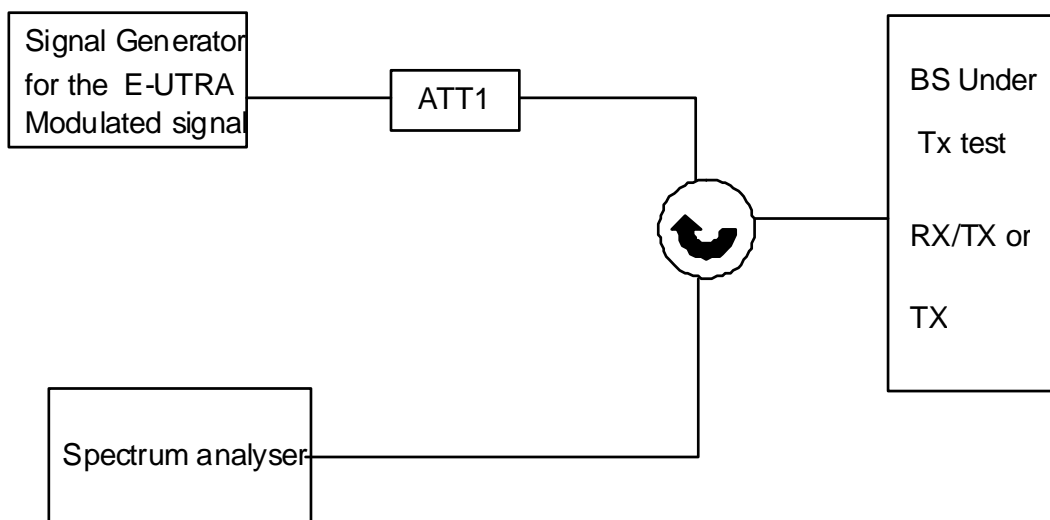 Signal Generator
for the E-UTRA
Modulated signal
ATT1
BS Under
Tx test
RX/TX or
TX
Spectrum analyser